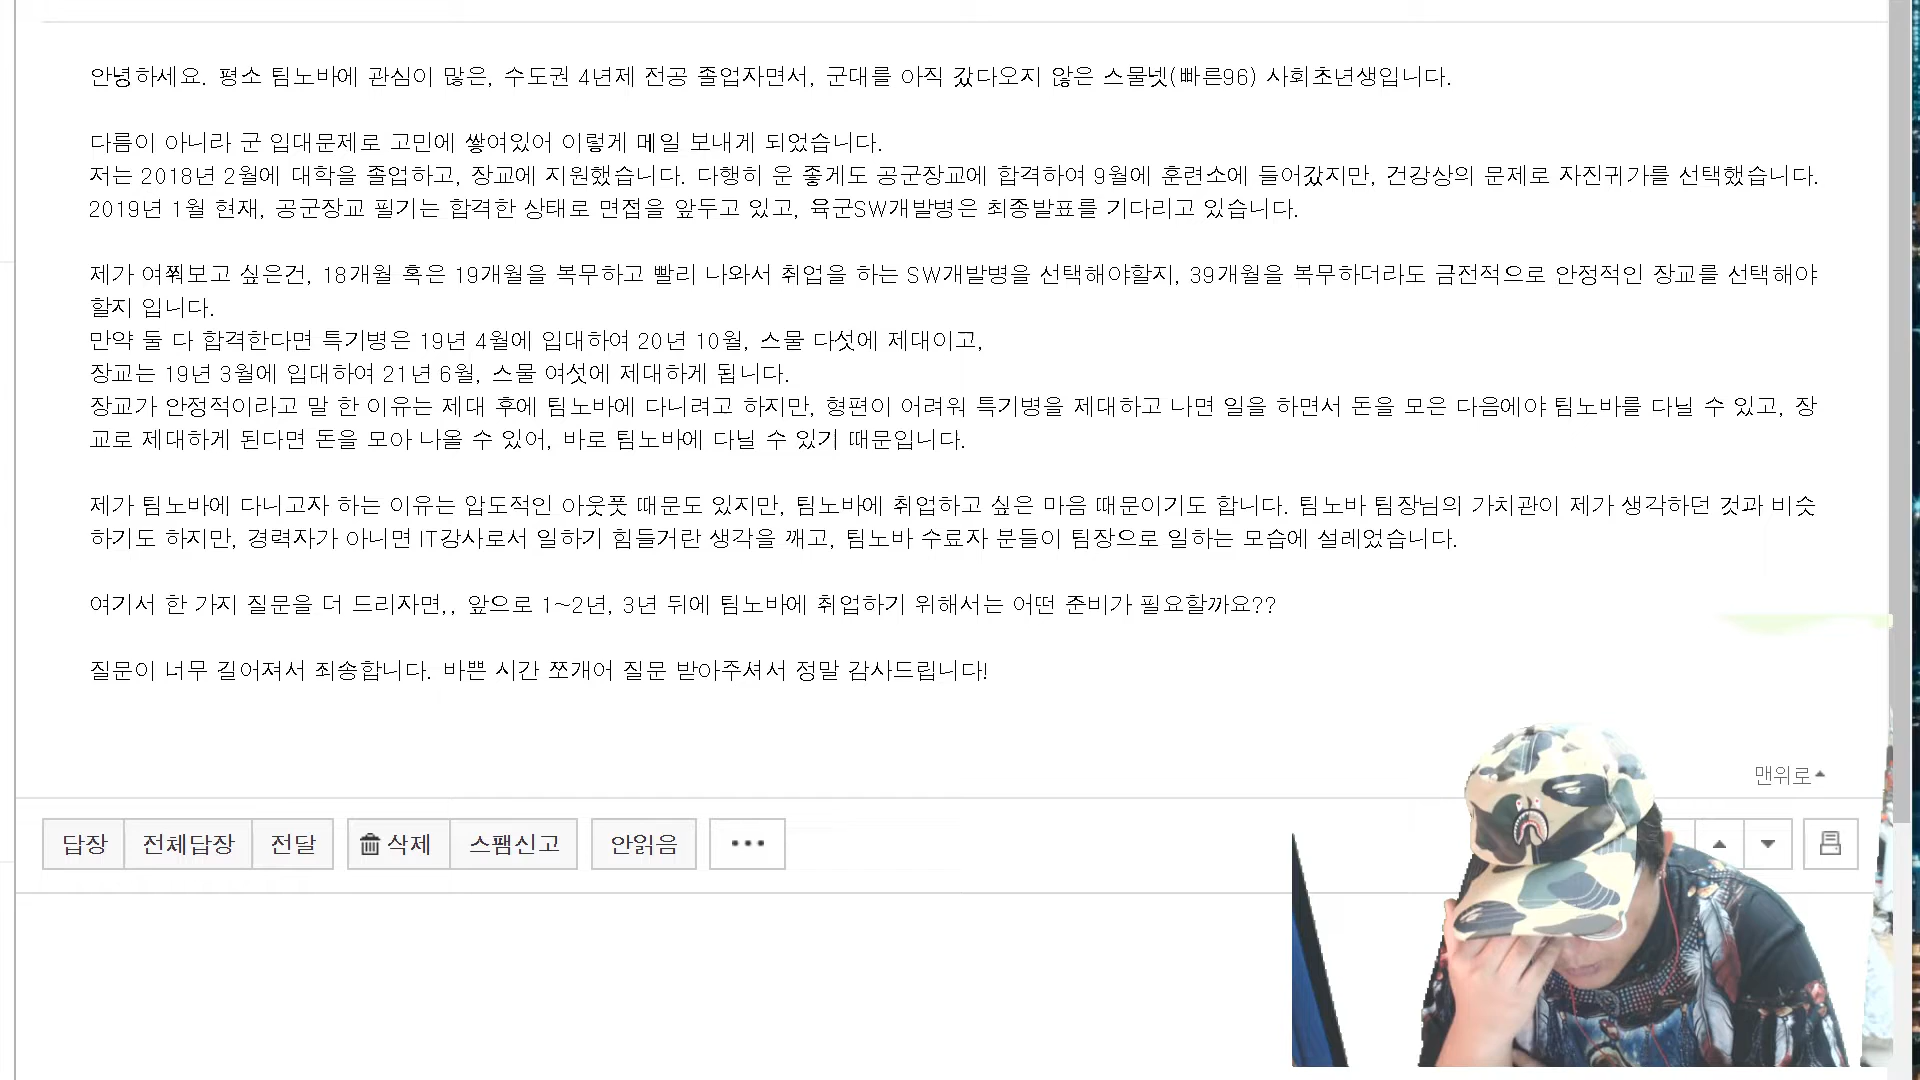 안녕하세요. 평소 팀노바에 관심이 많은, 수도권 4년제 전공 졸업자면서, 군대를 아직 갔다오지 않은 스물넷(빠른96) 사회초년생입니다.
다름이 아니라 군 입대문제로 고민에 쌓여있어 이렇게 메일 보내게 되었습니다.
저는 2018년 2월에 대학을 졸업하고, 장교에 지원했습니다. 다행히 운 좋게도 공군장교에 합격하여 9월에 훈련소에 들어갔지만, 건강상의 문제로 자진귀가를 선택했습니다.
2019년 1월 현재, 공군장교 필기는 합격한 상태로 면접을 앞두고 있고, 육군SW개발병은 최종발표를 기다리고 있습니다.
제가 여쭤보고 싶은건, 18개월 혹은 19개월을 복무하고 빨리 나와서 취업을 하는 SW개발병을 선택해야할지, 39개월을 복무하더라도 금전적으로 안정적인 장교를 선택해야
할지 입니다.
만약 둘 다 합격한다면 특기병은 19년 4월에 입대하여 20년 10월, 스물 다섯에 제대이고,
장교는 19년 3월에 입대하여 21년 6월, 스물 여섯에 제대하게 됩니다.
장교가 안정적이라고 말 한 이유는 제대 후에 팀노바에 다니려고 하지만, 형편이 어려워 특기병을 제대하고 나면 일을 하면서 돈을 모은 다음에야 팀노바를 다닐 수 있고, 장
교로 제대하게 된다면 돈을 모아 나올 수 있어, 바로 팀노바에 다닐 수 있기 때문입니다.
제가 팀노바에 다니고자 하는 이유는 압도적인 아웃풋 때문도 있지만, 팀노바에 취업하고 싶은 마음 때문이기도 합니다. 팀노바 팀장님의 가치관이 제가 생각하던 것과 비슷
하기도 하지만, 경력자가 아니면 IT강사로서 일하기 힘들거란 생각을 깨고, 팀노바 수료자 분들이 팀장으로 일하는 모습에 설레었습니다.
여기서 한 가지 질문을 더 드리자면,, 앞으로 1~2년, 3년 뒤에 팀노바에 취업하기 위해서는 어떤 준비가 필요할까요??
질문이 너무 길어져서 죄송합니다. 바쁜 시간 쪼개어 질문 받아주셔서 정말 감사드립니다!
맨위로
답장 전체답장 전달 삭제 스팸신고 안읽음